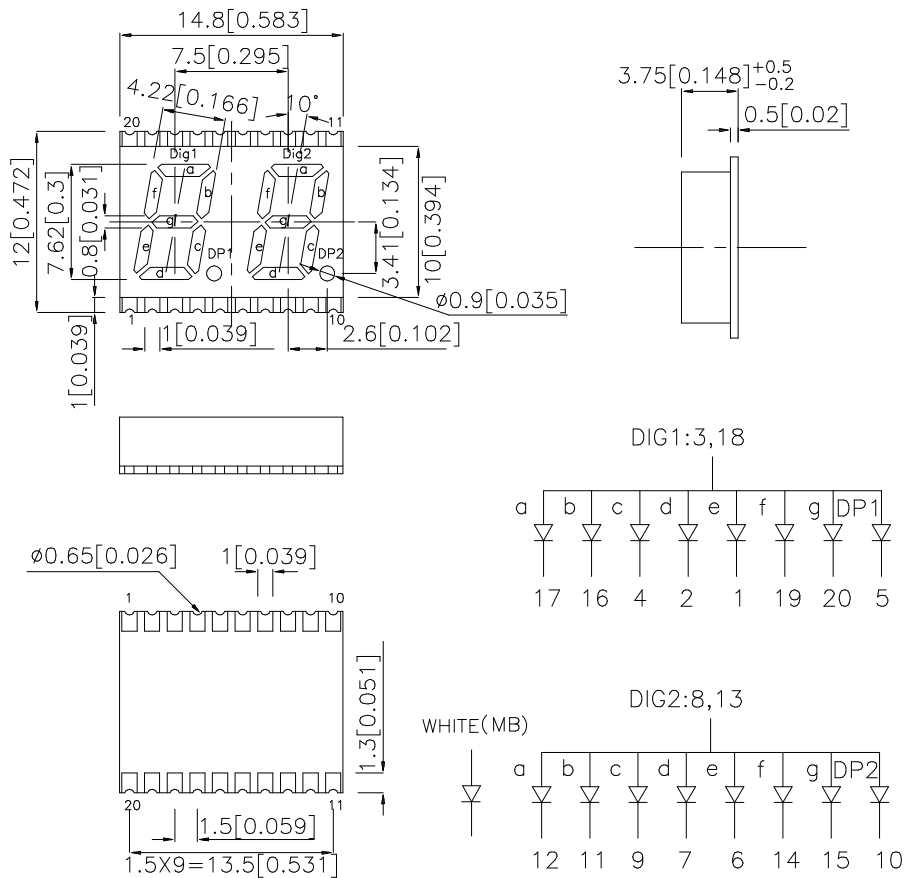 14.8[0.583]
7.5[0.295]
4.22[0.166]
10°
20
11
Dig1
Dig2
a
b
f
g
e
c
d
DP1
a
b
f
g
e
c
d
DP2
12[0.472]
7.62[0.3]
0.8[0.031]
3.41[0.134]
10[0.394]
ø0.9[0.035]
1
10
1[0.039]
2.6[0.102]
1[0.039]
3.75[0.148]+0.5 -0.2
0.5[0.02]
ø0.65[0.026]
1[0.039]
1
10
1.3[0.051]
20
11
1.5[0.059]
1.5X9=13.5[0.531]
DIG1:3,18
a b c d e f g DP1
17 16 4 2 1 19 20 5
DIG2:8,13
WHITE(MB)
a b c d e f g DP2
12 11 9 7 6 14 15 10